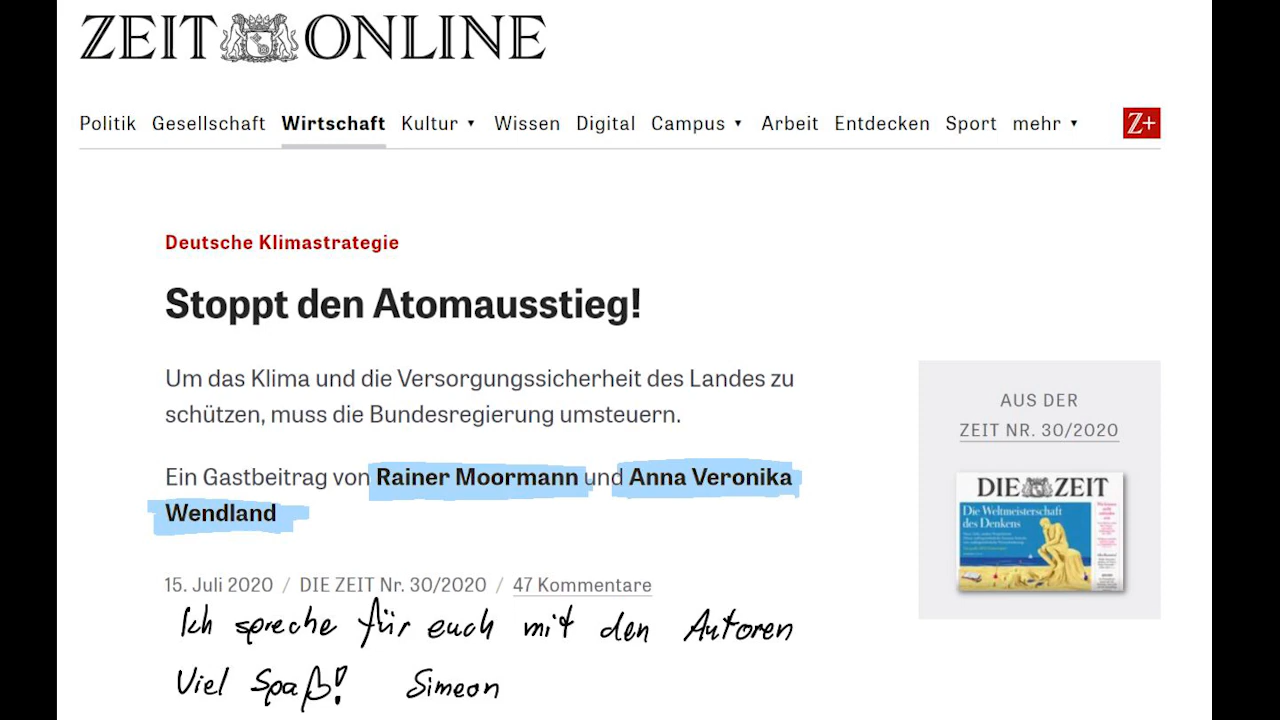 ZEIT ONLINE
Politik Gesellschaft Wirtschaft Kultur ▼ Wissen Digital Campus ▼ Arbeit Entdecken Sport mehr ▼ Z+
Deutsche Klimastrategie
Stoppt den Atomausstieg!
Um das Klima und die Versorgungssicherheit des Landes zu
schützen, muss die Bundesregierung umsteuern.
Ein Gastbeitrag von Rainer Moormann und Anna Veronika
Wendland
15. Juli 2020 / DIE ZEIT Nr. 30/2020 / 47 Kommentare
Ich spreche für euch mit den Autoren
Viel Spaß! Simeon
AUS DER
ZEIT NR. 30/2020
DIE ZEIT
Die Weltmeisterschaft
des Denkens